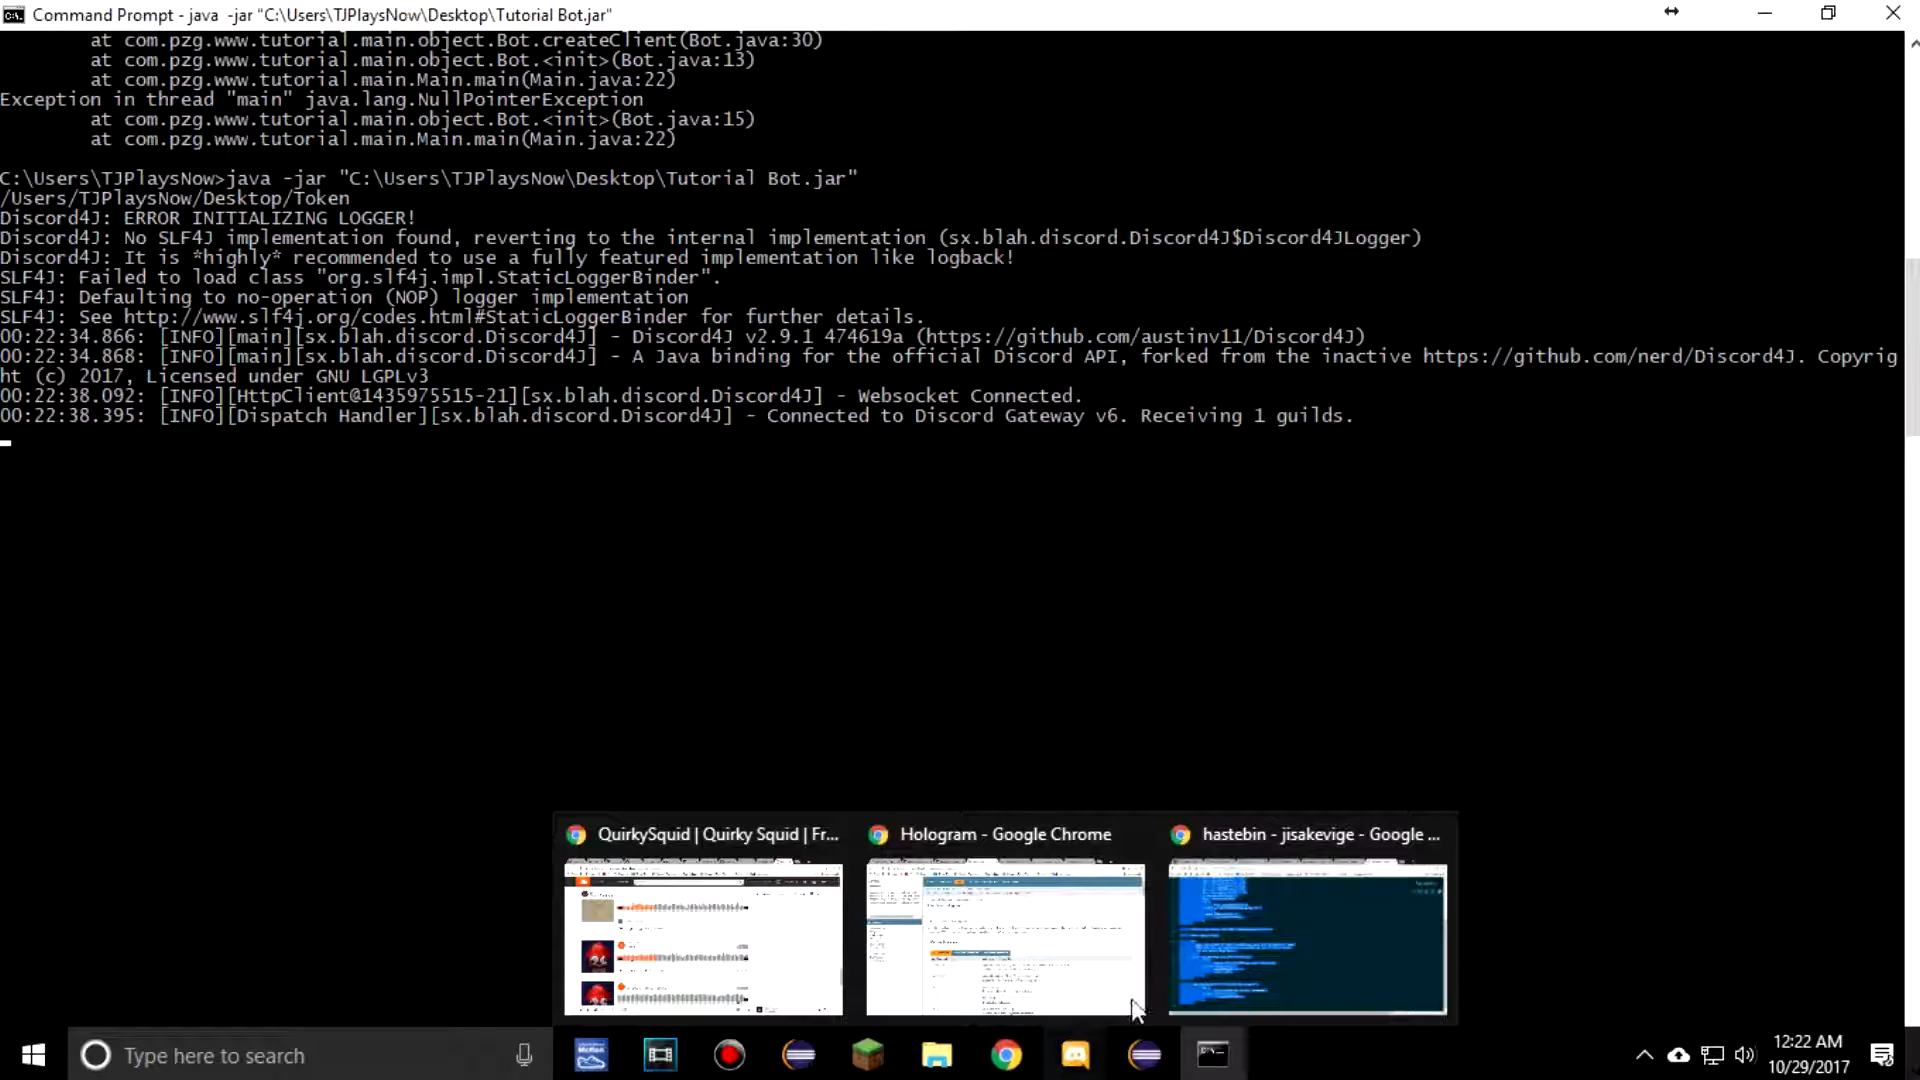 Command Prompt - java  -jar "C:\Users\TJPlaysNow\Desktop\Tutorial Bot.jar"
at com.pzg.www.tutorial.main.object.Bot.createClient(Bot.java:30)
at com.pzg.www.tutorial.main.object.Bot.<init>(Bot.java:13)
at com.pzg.www.tutorial.main.Main.main(Main.java:22)
Exception in thread "main" java.lang.NullPointerException
at com.pzg.www.tutorial.main.object.Bot.<init>(Bot.java:15)
at com.pzg.www.tutorial.main.Main.main(Main.java:22)
C:\Users\TJPlaysNow>java -jar "C:\Users\TJPlaysNow\Desktop\Tutorial Bot.jar"
/Users/TJPlaysNow/Desktop/Token
Discord4J: ERROR INITIALIZING LOGGER!
Discord4J: No SLF4J implementation found, reverting to the internal implementation (sx.blah.discord.Discord4J$Discord4JLogger)
Discord4J: It is *highly* recommended to use a fully featured implementation like logback!
SLF4J: Failed to load class "org.slf4j.impl.StaticLoggerBinder".
SLF4J: Defaulting to no-operation (NOP) logger implementation
SLF4J: See http://www.slf4j.org/codes.html#StaticLoggerBinder for further details.
00:22:34.866: [INFO][main][sx.blah.discord.Discord4J] - Discord4J v2.9.1 474619a (https://github.com/austinv11/Discord4J)
00:22:34.868: [INFO][main][sx.blah.discord.Discord4J] - A Java binding for the official Discord API, forked from the inactive https://github.com/nerd/Discord4J. Copyrig
ht (c) 2017, Licensed under GNU LGPLv3
00:22:38.092: [INFO][HttpClient@1435975515-21][sx.blah.discord.Discord4J] - Websocket Connected.
00:22:38.395: [INFO][Dispatch Handler][sx.blah.discord.Discord4J] - Connected to Discord Gateway v6. Receiving 1 guilds.
QuirkySquid | Quirky Squid | Fr...
Hologram - Google Chrome
hastebin - jisakevige - Google ...
Type here to search
12:22 AM
10/29/2017